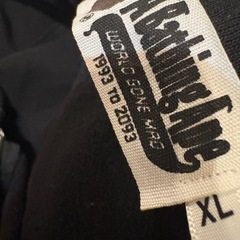 A Bathing Ape
WORLD GONE MAD
1993 TO 2093
XL